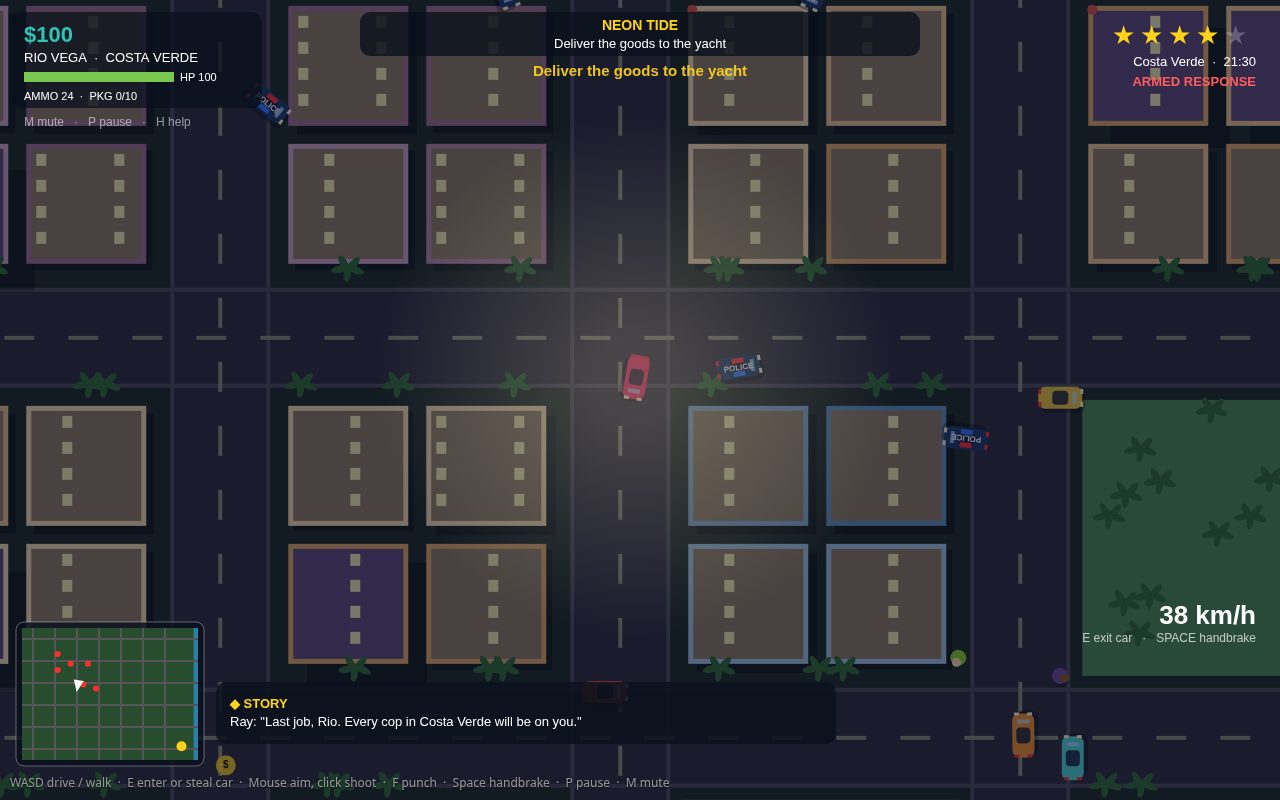 $100
RIO VEGA · COSTA VERDE
HP 100
AMMO 24 · PKG 0/10
M mute · P pause · H help
NEON TIDE
Deliver the goods to the yacht
Deliver the goods to the yacht
★ ★ ★ ★ ★
Costa Verde · 21:30
ARMED RESPONSE
POLICE
POLICE
POLICE
38 km/h
E exit car · SPACE handbrake
◆ STORY
Ray: "Last job, Rio. Every cop in Costa Verde will be on you."
$
WASD drive / walk · E enter or steal car · Mouse aim, click shoot · F punch · Space handbrake · P pause · M mute